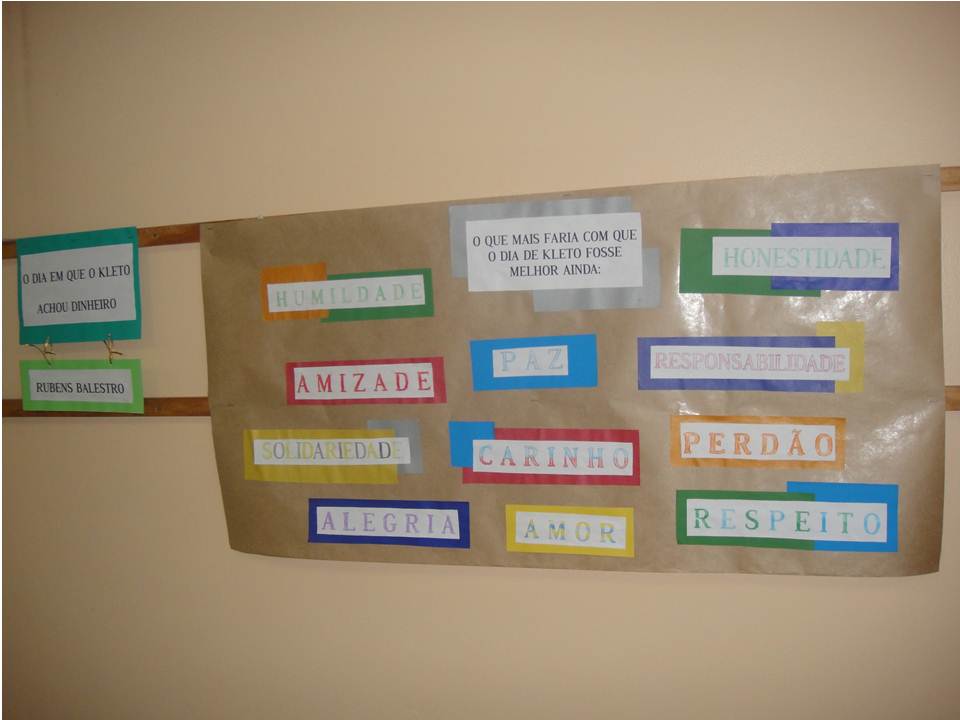 O DIA EM QUE O KLETO
ACHOU DINHEIRO
RUBENS BALESTRO
O QUE MAIS FARIA COM QUE
O DIA DE KLETO FOSSE
MELHOR AINDA:
HUMILDADE
HONESTIDADE
AMIZADE
PAZ
RESPONSABILIDADE
SOLIDARIEDADE
CARINHO
PERDÃO
ALEGRIA
AMOR
RESPEITO